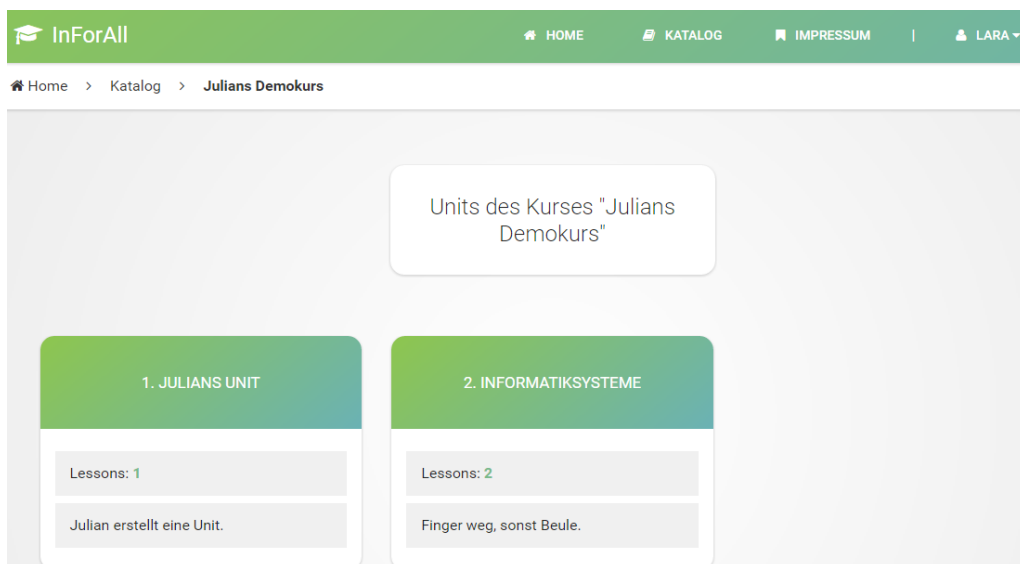 InForAll HOME KATALOG IMPRESSUM | LARA
Home > Katalog > Julians Demokurs
Units des Kurses "Julians
Demokurs"
1. JULIANS UNIT
Lessons: 1
Julian erstellt eine Unit.
2. INFORMATIKSYSTEME
Lessons: 2
Finger weg, sonst Beule.